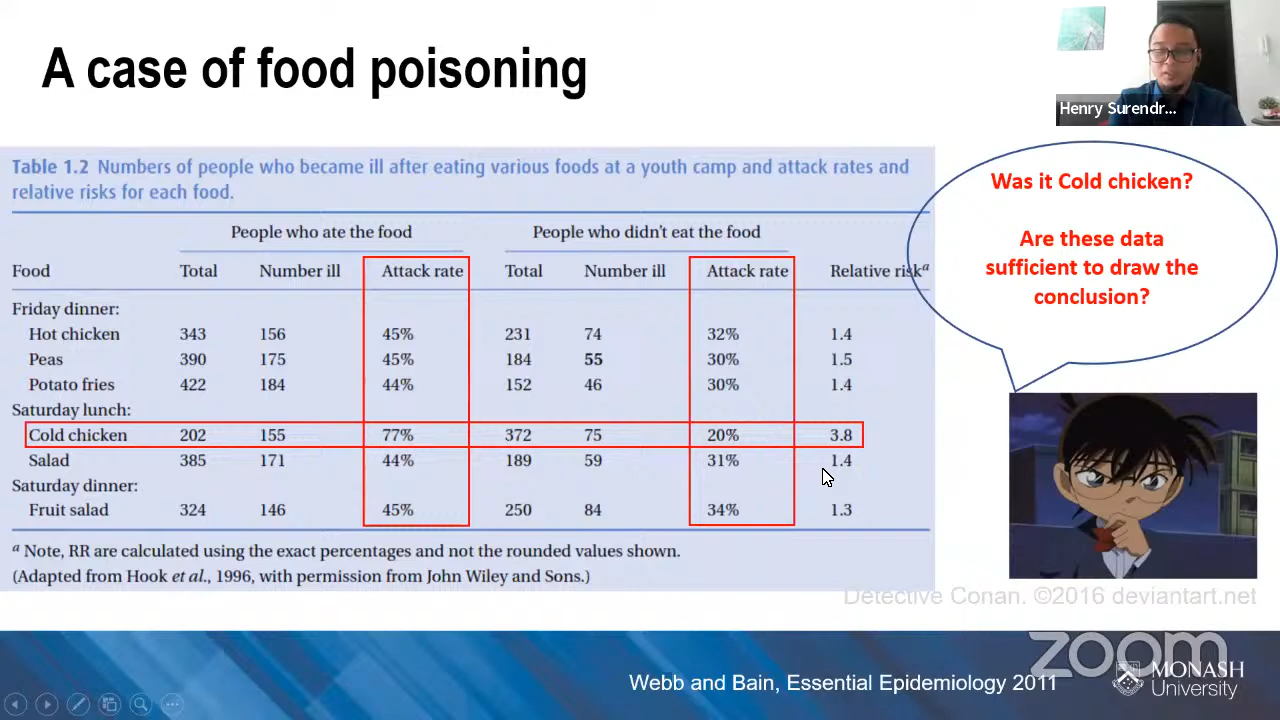 A case of food poisoning
Henry Surendr...
Table 1.2 Numbers of people who became ill after eating various foods at a youth camp and attack rates and
relative risks for each food.
People who ate the food People who didn't eat the food
Food Total Number ill Attack rate Total Number ill Attack rate Relative riskᵃ
Friday dinner:
Hot chicken 343 156 45% 231 74 32% 1.4
Peas 390 175 45% 184 55 30% 1.5
Potato fries 422 184 44% 152 46 30% 1.4
Saturday lunch:
Cold chicken 202 155 77% 372 75 20% 3.8
Salad 385 171 44% 189 59 31% 1.4
Saturday dinner:
Fruit salad 324 146 45% 250 84 34% 1.3
ᵃ Note, RR are calculated using the exact percentages and not the rounded values shown.
(Adapted from Hook et al., 1996, with permission from John Wiley and Sons.)
Was it Cold chicken?
Are these data
sufficient to draw the
conclusion?
Detective Conan. ©2016 deviantart.net
zoom
Webb and Bain, Essential Epidemiology 2011
MONASH
University